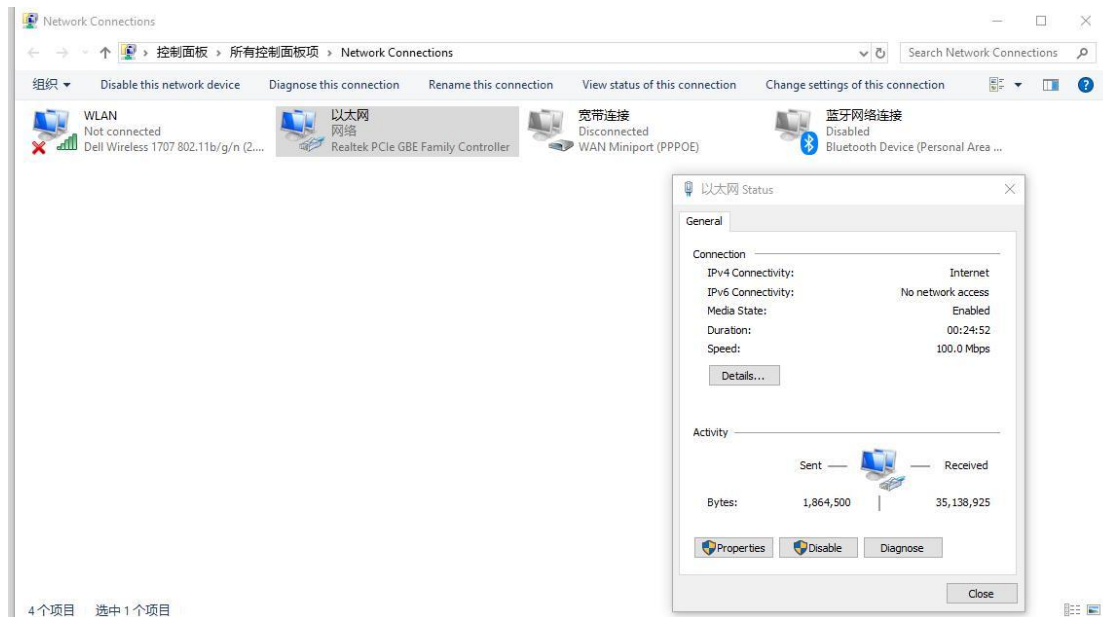 Network Connections
控制面板 › 所有控制面板项 › Network Connections
Search Network Connections
组织
Disable this network device
Diagnose this connection
Rename this connection
View status of this connection
Change settings of this connection
WLAN
Not connected
Dell Wireless 1707 802.11b/g/n (2....
以太网
网络
Realtek PCIe GBE Family Controller
宽带连接
Disconnected
WAN Miniport (PPPOE)
蓝牙网络连接
Disabled
Bluetooth Device (Personal Area ...
以太网 Status
General
Connection
IPv4 Connectivity: Internet
IPv6 Connectivity: No network access
Media State: Enabled
Duration: 00:24:52
Speed: 100.0 Mbps
Details...
Activity
Sent — — Received
Bytes: 1,864,500 | 35,138,925
Properties
Disable
Diagnose
Close
4个项目 选中1个项目